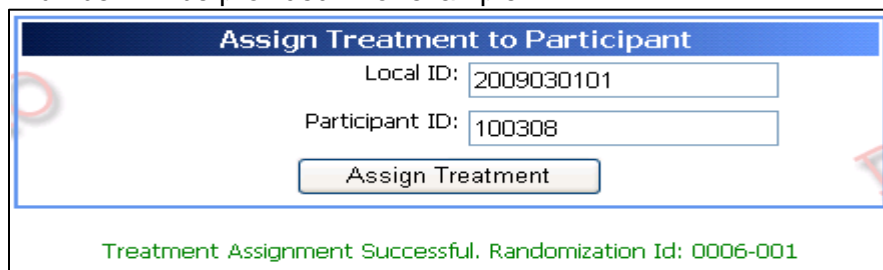 Assign Treatment to Participant
Local ID: 2009030101
Participant ID: 100308
Assign Treatment
Treatment Assignment Successful. Randomization Id: 0006-001